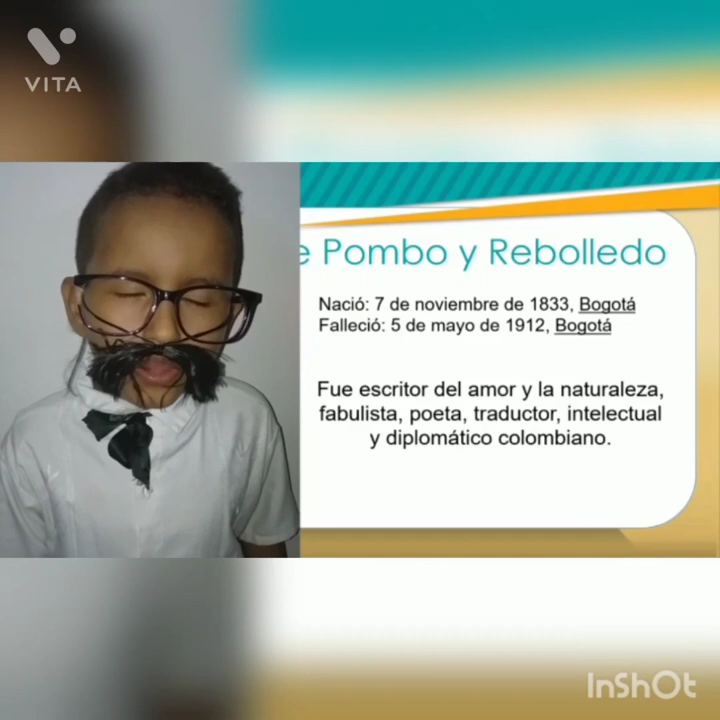 VITA
e Pombo y Rebolledo
Nació: 7 de noviembre de 1833, Bogotá
Falleció: 5 de mayo de 1912, Bogotá
Fue escritor del amor y la naturaleza,
fabulista, poeta, traductor, intelectual
y diplomático colombiano.
InShOt